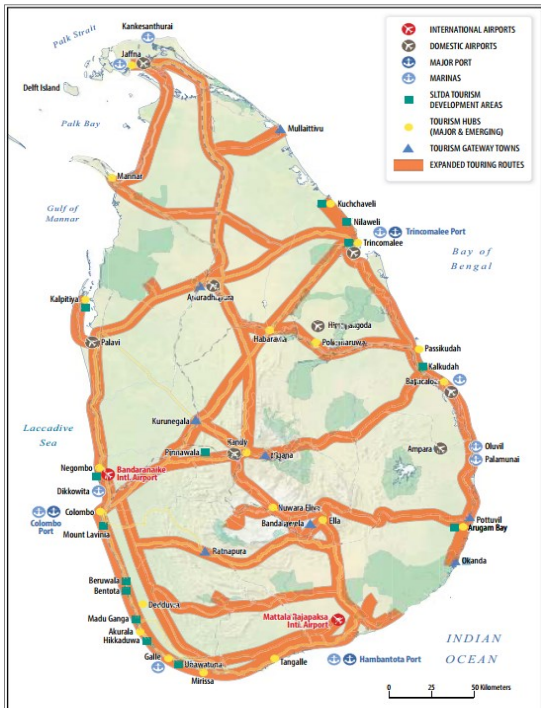 Kankesanthurai
Palk Strait
Jaffna
Delft Island
Palk Bay
Mullaittivu
INTERNATIONAL AIRPORTS
DOMESTIC AIRPORTS
MAJOR PORT
MARINAS
SLTDA TOURISM
DEVELOPMENT AREAS
TOURISM HUBS
(MAJOR & EMERGING)
TOURISM GATEWAY TOWNS
EXPANDED TOURING ROUTES
Mannar
Gulf of
Mannar
Kuchchaveli
Nilaweli
Trincomalee Port
Trincomalee
Bay of
Bengal
Kalpitiya
Anuradhapura
Palavi
Habarana
Hingurakgoda
Polonnaruwa
Passikudah
Kalkudah
Batticaloa
Laccadive
Sea
Kurunegala
Pinnawala
Kandy
Ampara
Oluvil
Palamunai
Negombo
Bandaranaike
Intl. Airport
Dikkowita
Colombo
Colombo
Port
Mount Lavinia
Nuwara Eliya
Bandarawela
Ella
Pottuvil
Arugam Bay
Ratnapura
Okanda
Beruwala
Bentota
Madu Ganga
Akurala
Hikkaduwa
Mattala Rajapaksa
Intl. Airport
Galle
Unawatuna
Mirissa
Tangalle
Hambantota Port
INDIAN
OCEAN
0 25 50 Kilometers